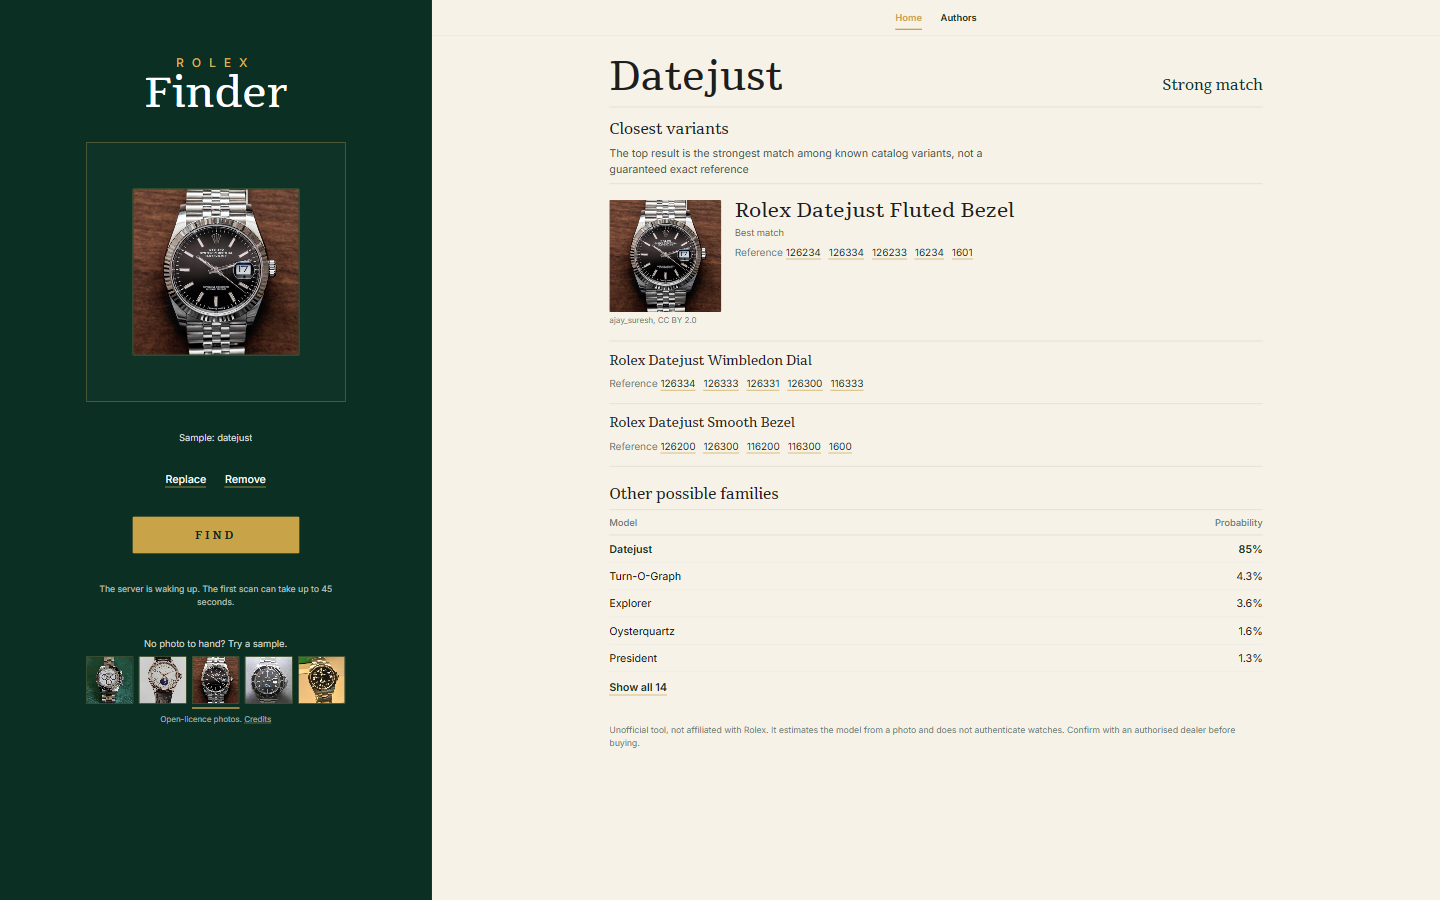 ROLEX
Finder
Sample: datejust
Replace Remove
FIND
The server is waking up. The first scan can take up to 45
seconds.
No photo to hand? Try a sample.
Open-licence photos. Credits
Home Authors
Datejust
Strong match
Closest variants
The top result is the strongest match among known catalog variants, not a
guaranteed exact reference
Rolex Datejust Fluted Bezel
Best match
Reference 126234 126334 126233 16234 1601
ajay_suresh, CC BY 2.0
Rolex Datejust Wimbledon Dial
Reference 126334 126333 126331 126300 116333
Rolex Datejust Smooth Bezel
Reference 126200 126300 116200 116300 1600
Other possible families
Model Probability
Datejust 85%
Turn-O-Graph 4.3%
Explorer 3.6%
Oysterquartz 1.6%
President 1.3%
Show all 14
Unofficial tool, not affiliated with Rolex. It estimates the model from a photo and does not authenticate watches. Confirm with an authorised dealer before
buying.